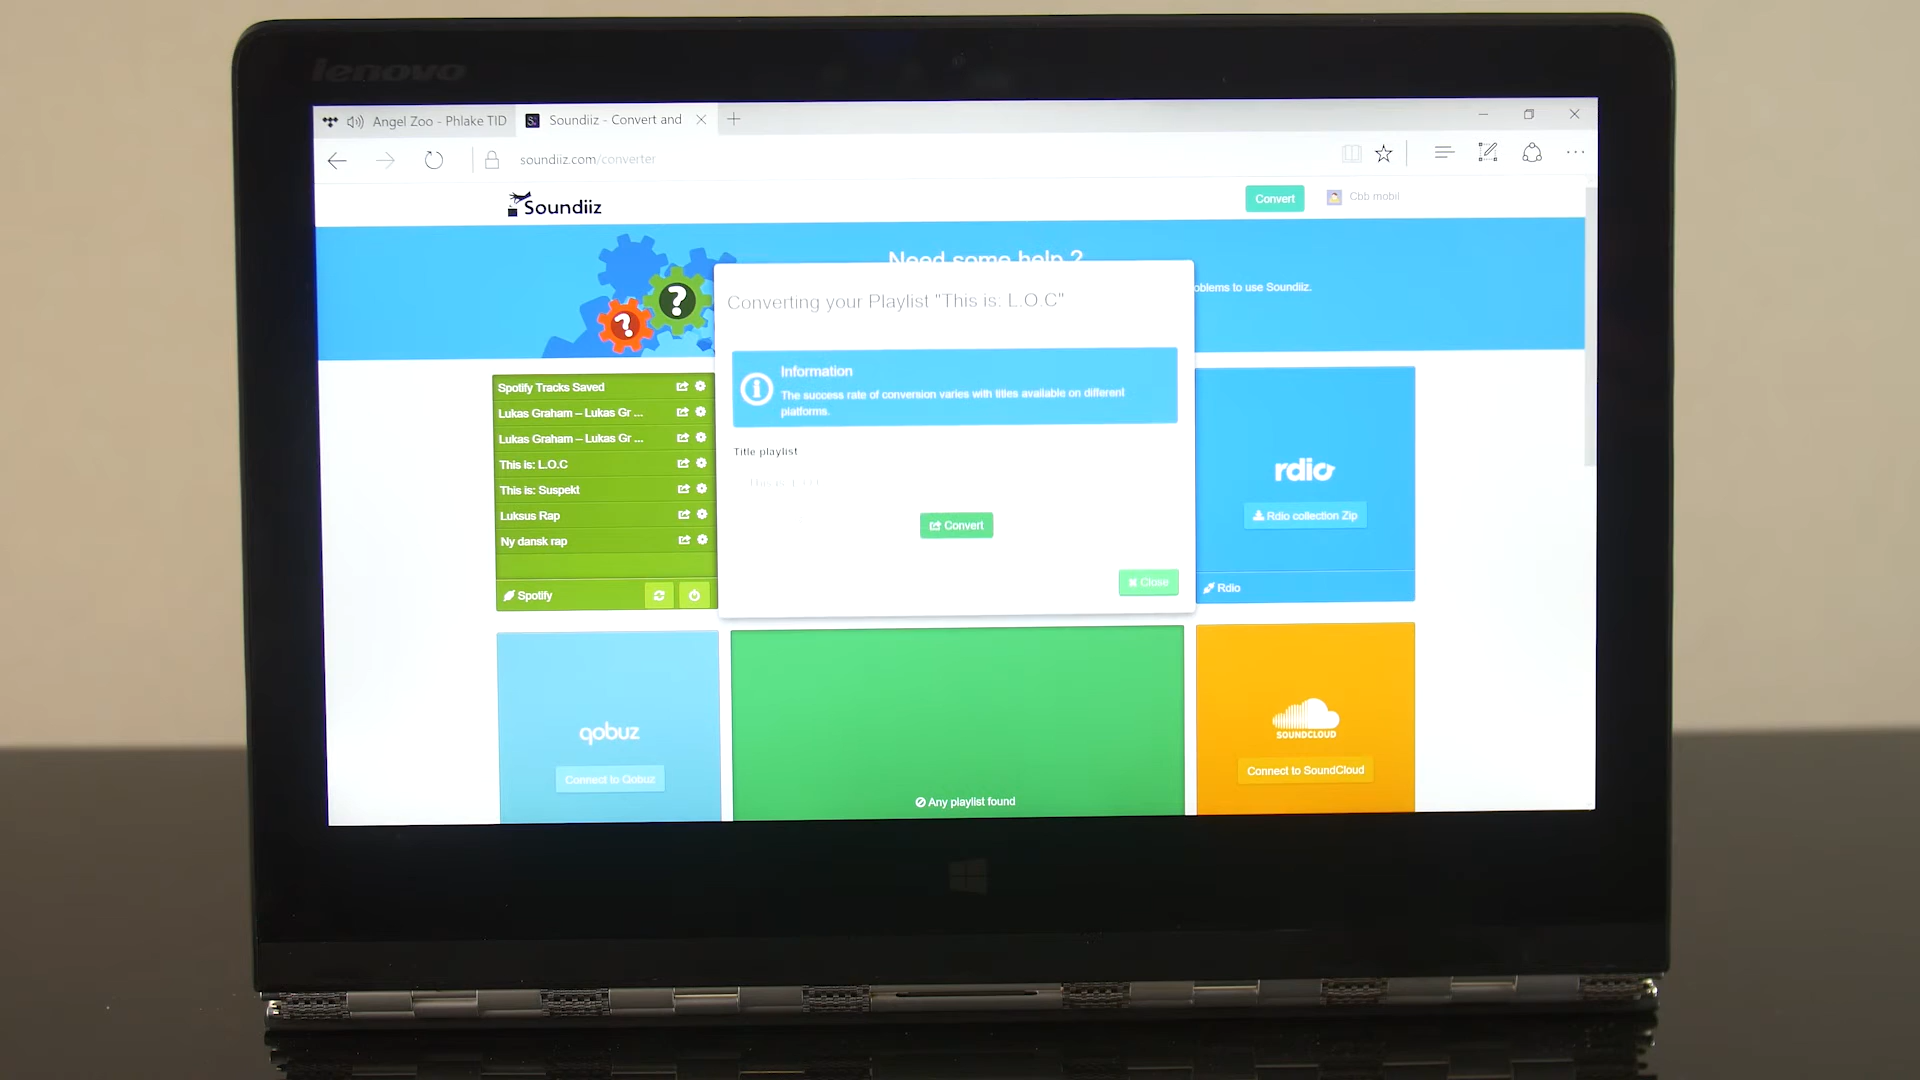 lenovo
Angel Zoo - Phlake TID
Soundiiz - Convert and
soundiiz.com/converter
Soundiiz
Convert
Cbb mobil
Need some help ?
oblems to use Soundiiz.
Converting your Playlist "This is: L.O.C"
Information
The success rate of conversion varies with titles available on different
platforms.
Title playlist
This is: L.O.C
Convert
Close
Spotify Tracks Saved
Lukas Graham – Lukas Gr ...
Lukas Graham – Lukas Gr ...
This is: L.O.C
This is: Suspekt
Luksus Rap
Ny dansk rap
Spotify
rdio
Rdio collection Zip
Rdio
qobuz
Connect to Qobuz
Any playlist found
SOUNDCLOUD
Connect to SoundCloud